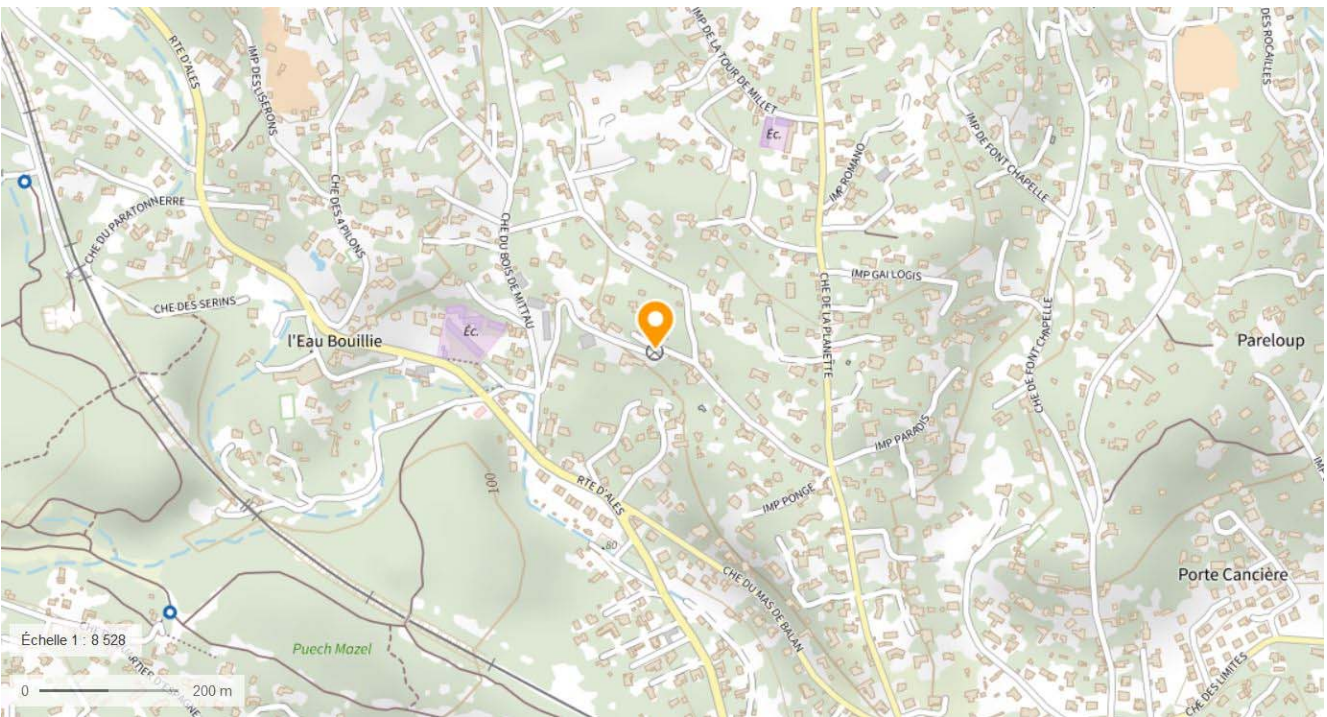 RTE D'ALES
IMP DES LISERONS
IMP DE LA TOUR DE MILLET
DES ROCAILLES
Éc.
IMP DE FONT CHAPELLE
IMP ROMANO
CHE DU PARATONNERRE
CHE DES 4 PILONS
CHE DU BOIS DE MITTAU
IMP GAI LOGIS
CHE DES SERINS
CHE DE LA PLANETTE
CHE DE FONT CHAPELLE
l'Eau Bouillie
Éc.
Pareloup
IMP PARADIS
100
RTE D'ALES
IMP PONGE
IMP
80
CHE DU MAS DE BALAN
Porte Cancière
Échelle 1 : 8 528
Puech Mazel
CHE DES LIMITES
0 200 m